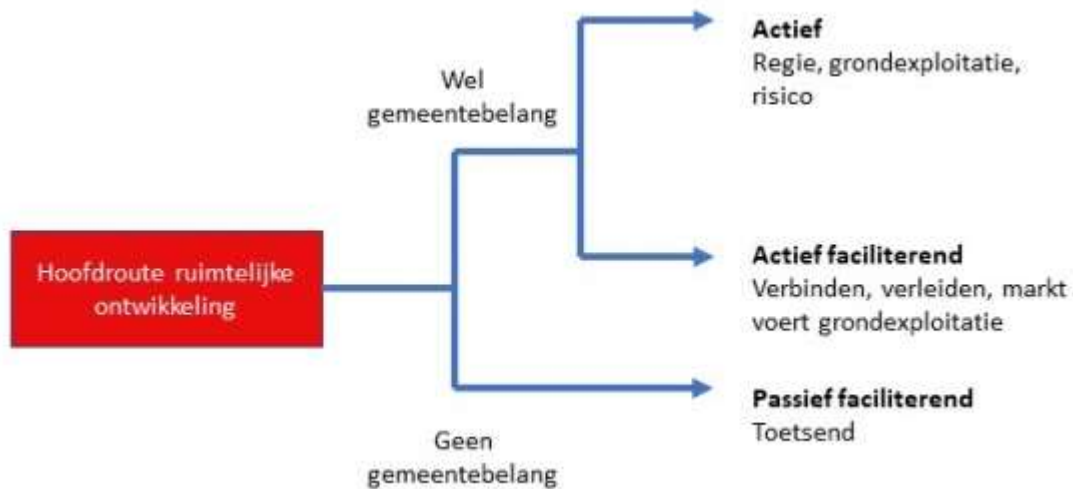 Actief
Regie, grondexploitatie,
risico
Wel
gemeentebelang
Hoofdroute ruimtelijke
ontwikkeling
Actief faciliterend
Verbinden, verleiden, markt
voert grondexploitatie
Passief faciliterend
Toetsend
Geen
gemeentebelang